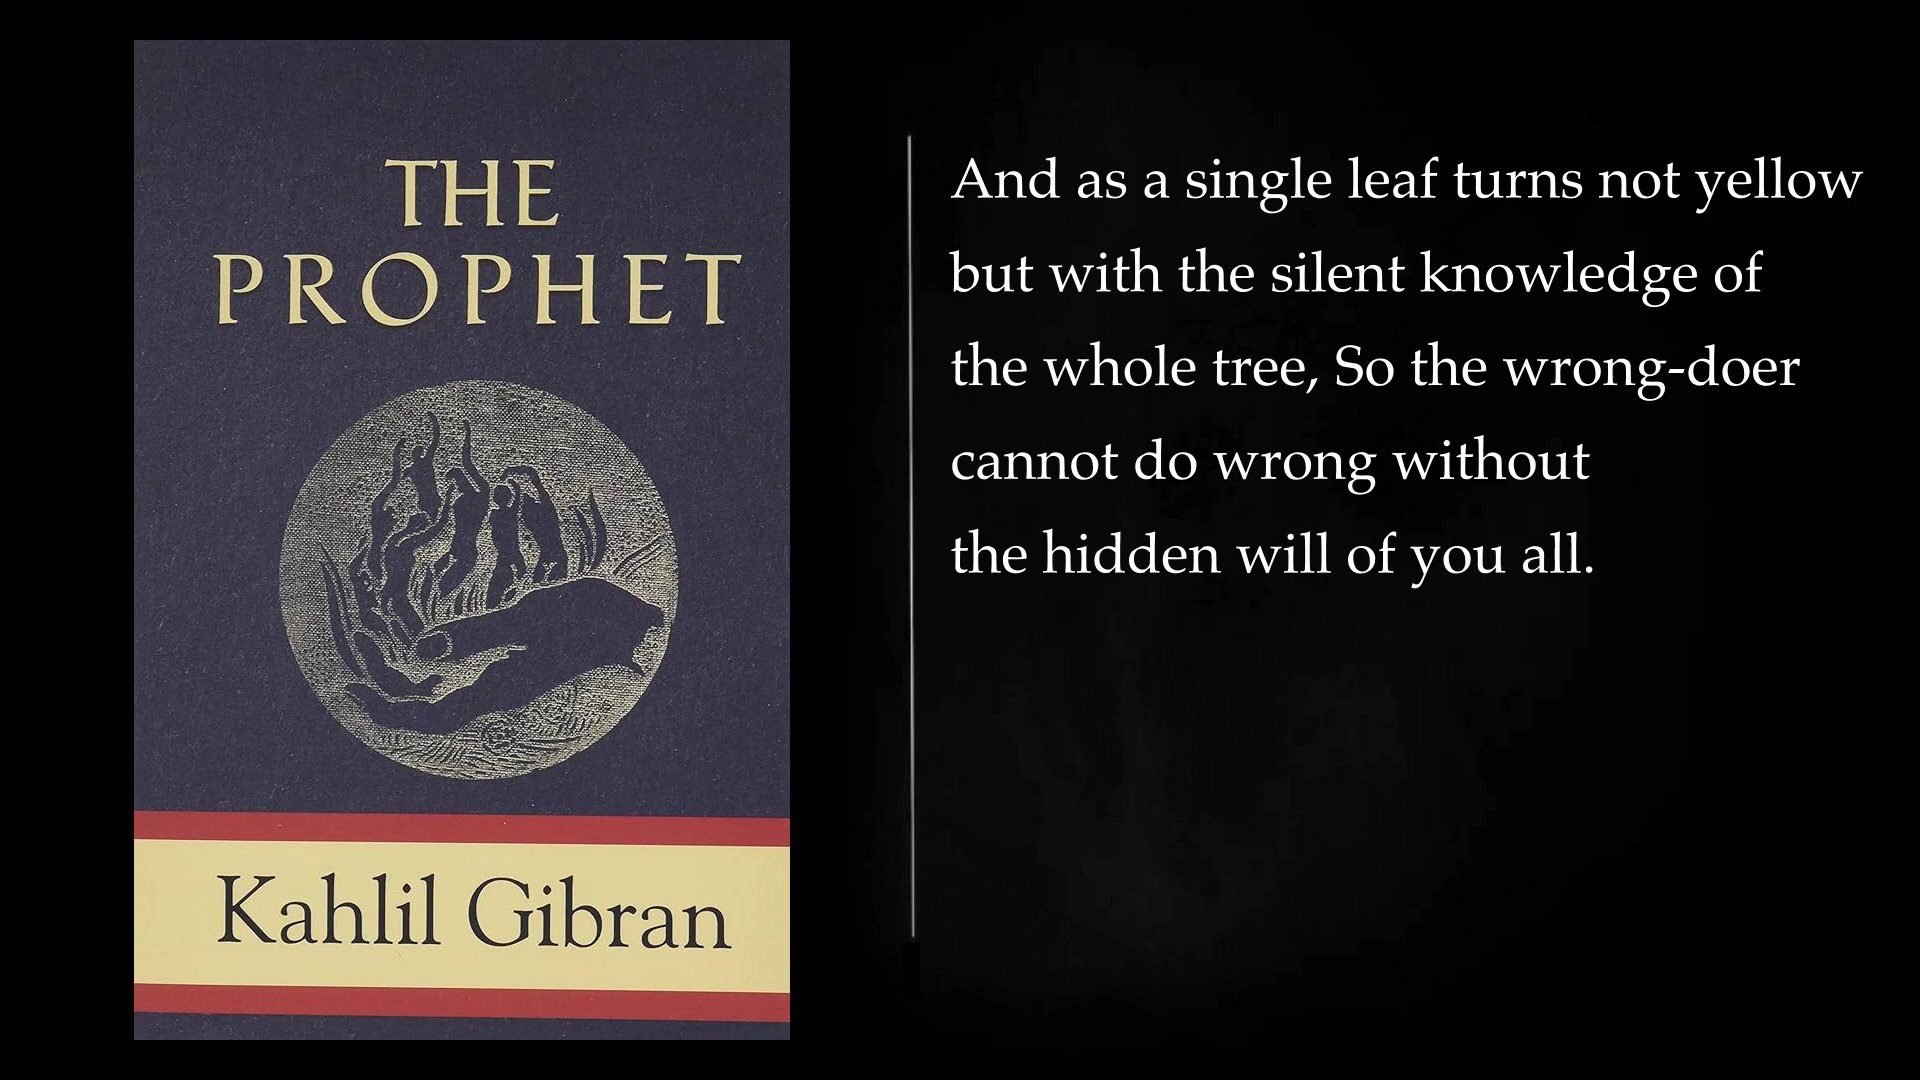 THE
PROPHET
Kahlil Gibran
And as a single leaf turns not yellow
but with the silent knowledge of
the whole tree, So the wrong-doer
cannot do wrong without
the hidden will of you all.